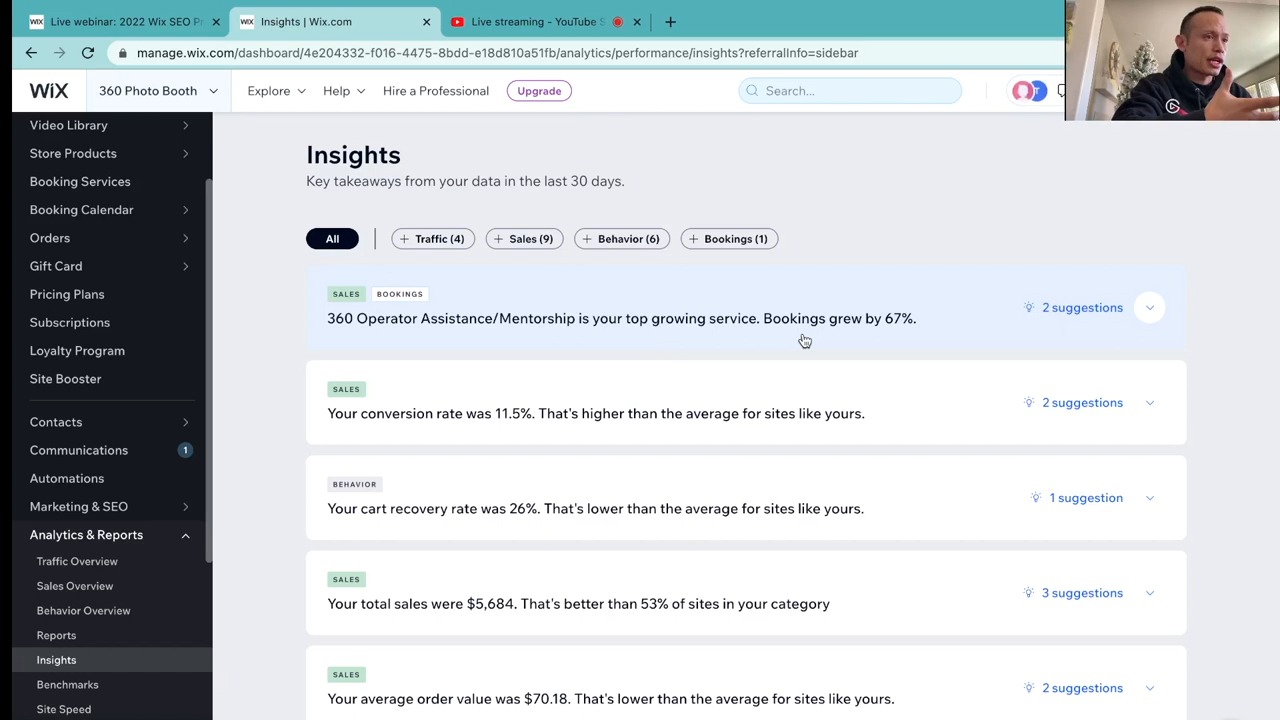 Live webinar: 2022 Wix SEO Pr
Insights | Wix.com
Live streaming - YouTube S
manage.wix.com/dashboard/4e204332-f016-4475-8bdd-e18d810a51fb/analytics/performance/insights?referralInfo=sidebar
WiX
360 Photo Booth
Explore
Help
Hire a Professional
Upgrade
Search...
T
Video Library
Store Products
Booking Services
Booking Calendar
Orders
Gift Card
Pricing Plans
Subscriptions
Loyalty Program
Site Booster
Contacts
Communications 1
Automations
Marketing & SEO
Analytics & Reports
Traffic Overview
Sales Overview
Behavior Overview
Reports
Insights
Benchmarks
Site Speed
Insights
Key takeaways from your data in the last 30 days.
All
+ Traffic (4)
+ Sales (9)
+ Behavior (6)
+ Bookings (1)
SALES BOOKINGS
360 Operator Assistance/Mentorship is your top growing service. Bookings grew by 67%.
2 suggestions
SALES
Your conversion rate was 11.5%. That's higher than the average for sites like yours.
2 suggestions
BEHAVIOR
Your cart recovery rate was 26%. That's lower than the average for sites like yours.
1 suggestion
SALES
Your total sales were $5,684. That's better than 53% of sites in your category
3 suggestions
SALES
Your average order value was $70.18. That's lower than the average for sites like yours.
2 suggestions